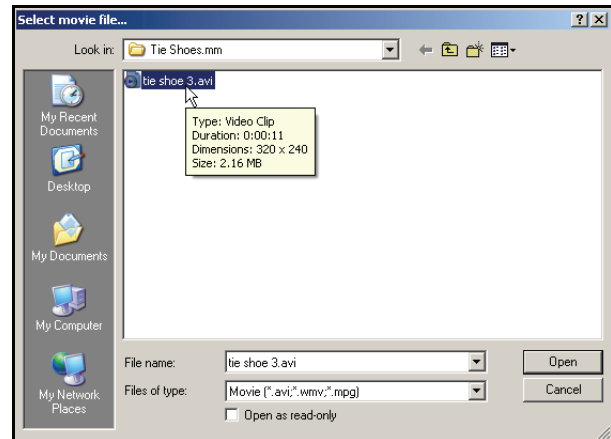 Select movie file...
Look in: Tie Shoes.mm
tie shoe 3.avi
Type: Video Clip
Duration: 0:00:11
Dimensions: 320 x 240
Size: 2.16 MB
My Recent
Documents
Desktop
My Documents
My Computer
My Network
Places
File name: tie shoe 3.avi Open
Files of type: Movie (*.avi;*.wmv;*.mpg) Cancel
Open as read-only